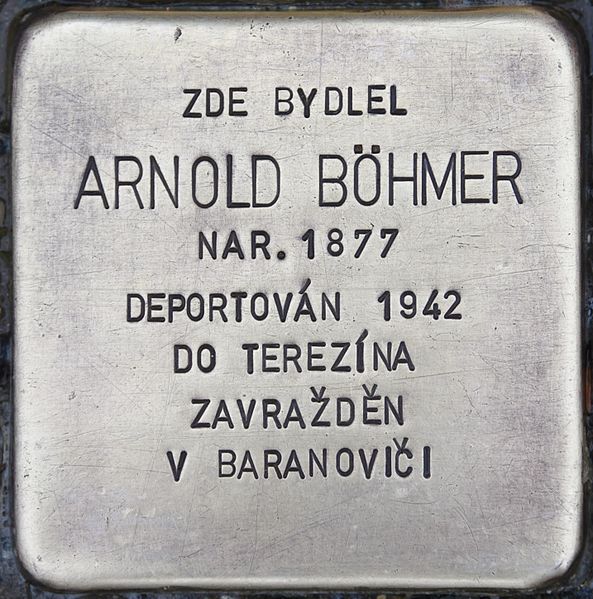 ZDE BYDLEL
ARNOLD BÖHMER
NAR. 1877
DEPORTOVÁN 1942
DO TEREZÍNA
ZAVRAŽDĚN
V BARANOVIČI